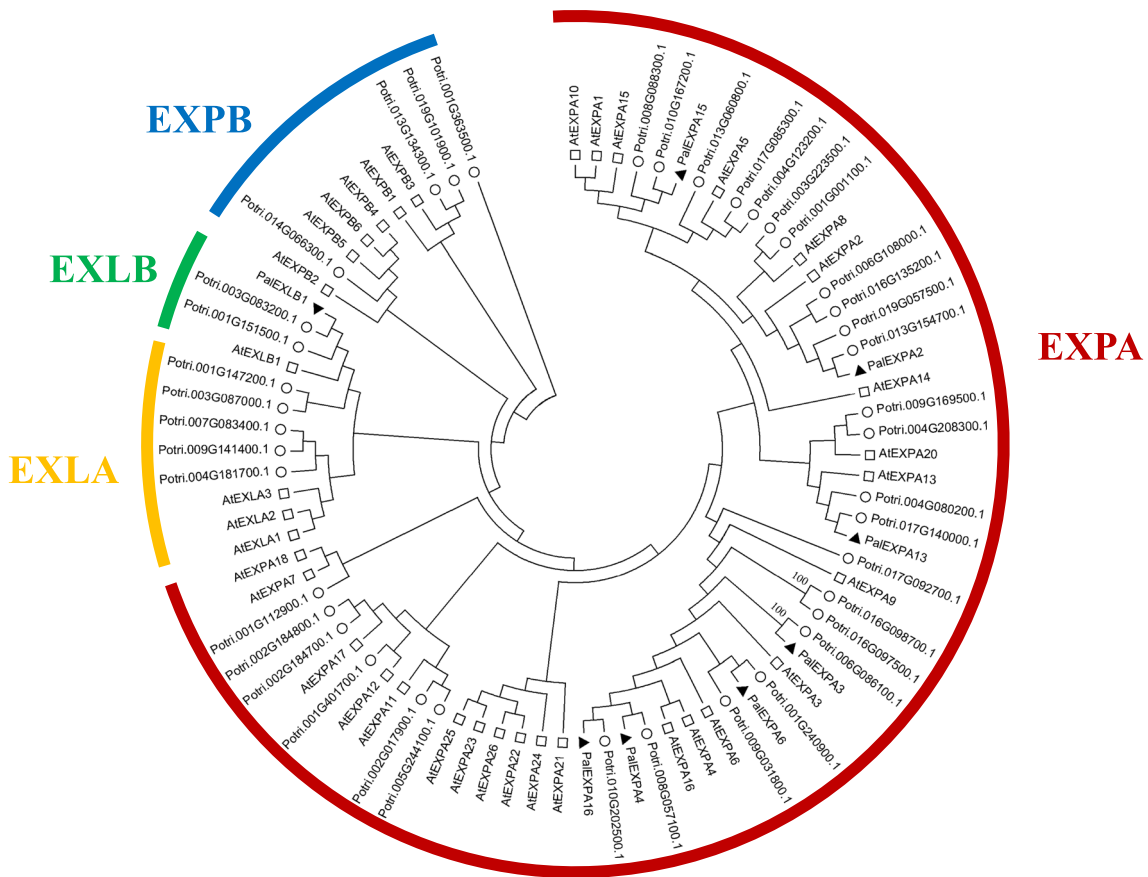 EXPA
AtEXPA10
AtEXPA1
AtEXPA15
Potri.008G088300.1
Potri.010G167200.1
PalEXPA15
Potri.013G060800.1
AtEXPA5
Potri.017G085300.1
Potri.004G123200.1
Potri.003G223500.1
Potri.001G001100.1
AtEXPA8
AtEXPA2
Potri.006G108000.1
Potri.016G135200.1
Potri.019G057500.1
Potri.013G154700.1
PalEXPA2
AtEXPA14
Potri.009G169500.1
Potri.004G208300.1
AtEXPA20
AtEXPA13
Potri.004G080200.1
Potri.017G140000.1
PalEXPA13
Potri.017G092700.1
AtEXPA9
100
Potri.016G098700.1
Potri.016G097500.1
100
Potri.006G086100.1
PalEXPA3
AtEXPA3
Potri.001G240900.1
PalEXPA6
Potri.009G031800.1
AtEXPA6
AtEXPA4
AtEXPA16
Potri.008G057100.1
PalEXPA4
Potri.010G202500.1
PalEXPA16
AtEXPA21
AtEXPA24
AtEXPA22
AtEXPA26
AtEXPA23
AtEXPA25
Potri.005G244100.1
Potri.002G017900.1
AtEXPA11
AtEXPA12
Potri.001G401700.1
AtEXPA17
Potri.002G184700.1
Potri.002G184800.1
Potri.001G112900.1
AtEXPA7
AtEXPA18
EXLA
AtEXLA1
AtEXLA2
AtEXLA3
Potri.004G181700.1
Potri.009G141400.1
Potri.007G083400.1
Potri.003G087000.1
Potri.001G147200.1
EXLB
AtEXLB1
Potri.001G151500.1
Potri.003G083200.1
PalEXLB1
EXPB
AtEXPB2
Potri.014G066300.1
AtEXPB5
AtEXPB6
AtEXPB4
AtEXPB1
AtEXPB3
Potri.013G134300.1
Potri.019G101900.1
Potri.001G363500.1